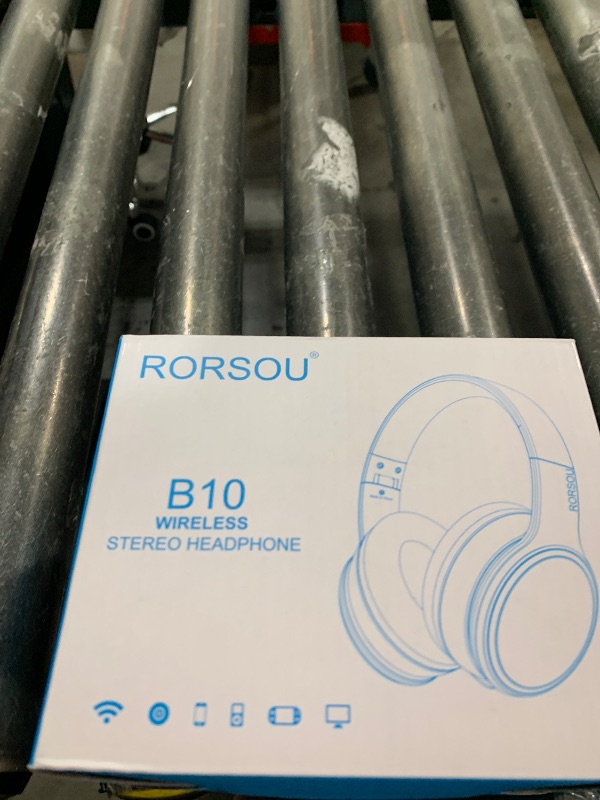 RORSOU®
B10
WIRELESS
STEREO HEADPHONE
RORSOU